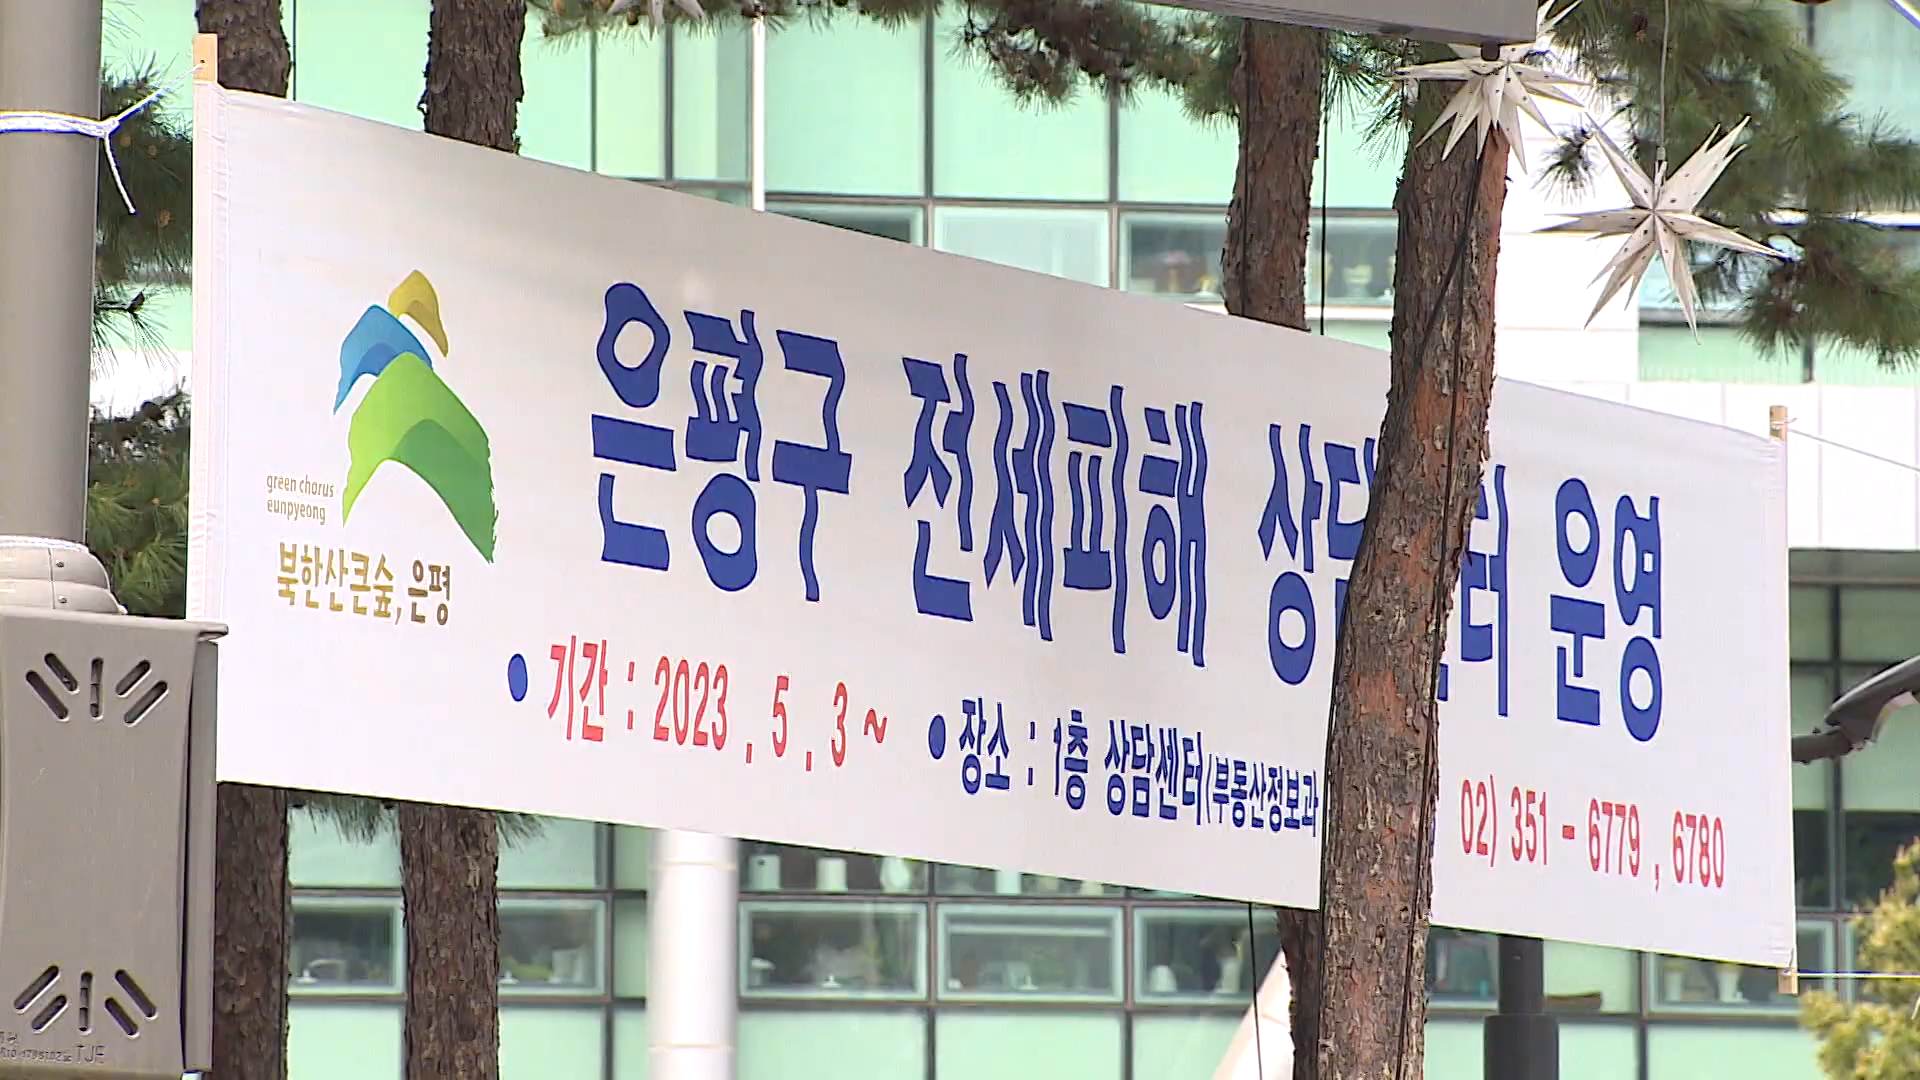 은평구 전세피해 상담 터 운영
green chorus
eunpyeong
북한산큰숲, 은평
● 기간 : 2023 . 5 . 3 ~ ● 장소 : 1층 상담센터(부동산정보과 02) 351 - 6779 , 6780
TJE